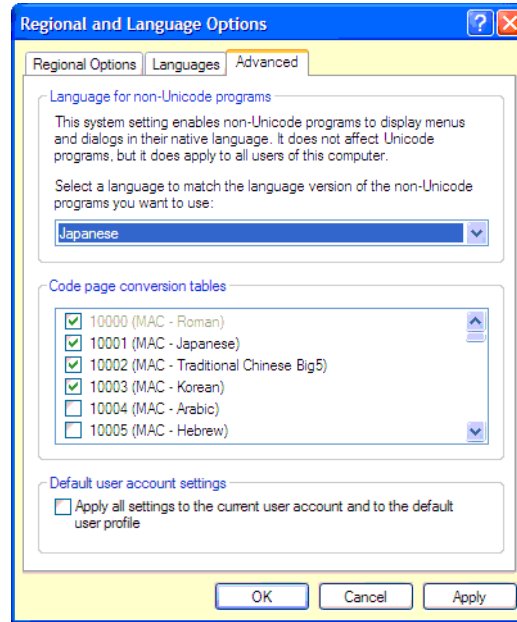 Regional and Language Options
Regional Options Languages Advanced
Language for non-Unicode programs
This system setting enables non-Unicode programs to display menus
and dialogs in their native language. It does not affect Unicode
programs, but it does apply to all users of this computer.
Select a language to match the language version of the non-Unicode
programs you want to use:
Japanese
Code page conversion tables
10000 (MAC - Roman)
10001 (MAC - Japanese)
10002 (MAC - Traditional Chinese Big5)
10003 (MAC - Korean)
10004 (MAC - Arabic)
10005 (MAC - Hebrew)
Default user account settings
Apply all settings to the current user account and to the default
user profile
OK Cancel Apply